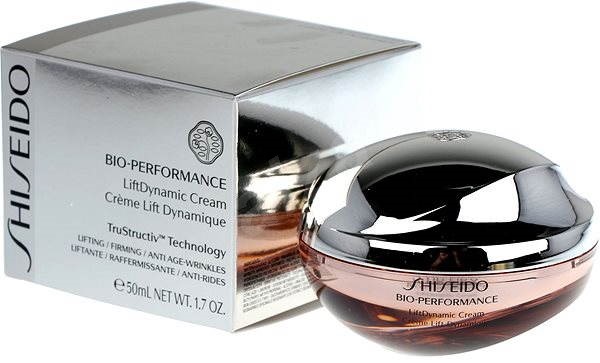 SHISEIDO
BIO-PERFORMANCE
LiftDynamic Cream
Crème Lift Dynamique
TruStructiv™ Technology
LIFTING / FIRMING / ANTI AGE-WRINKLES
LIFTANTE / RAFFERMISSANTE / ANTI-RIDES
℮50mL NET WT. 1.7 OZ.
SHISEIDO
BIO-PERFORMANCE
LiftDynamic Cream
Crème Lift Dynamique